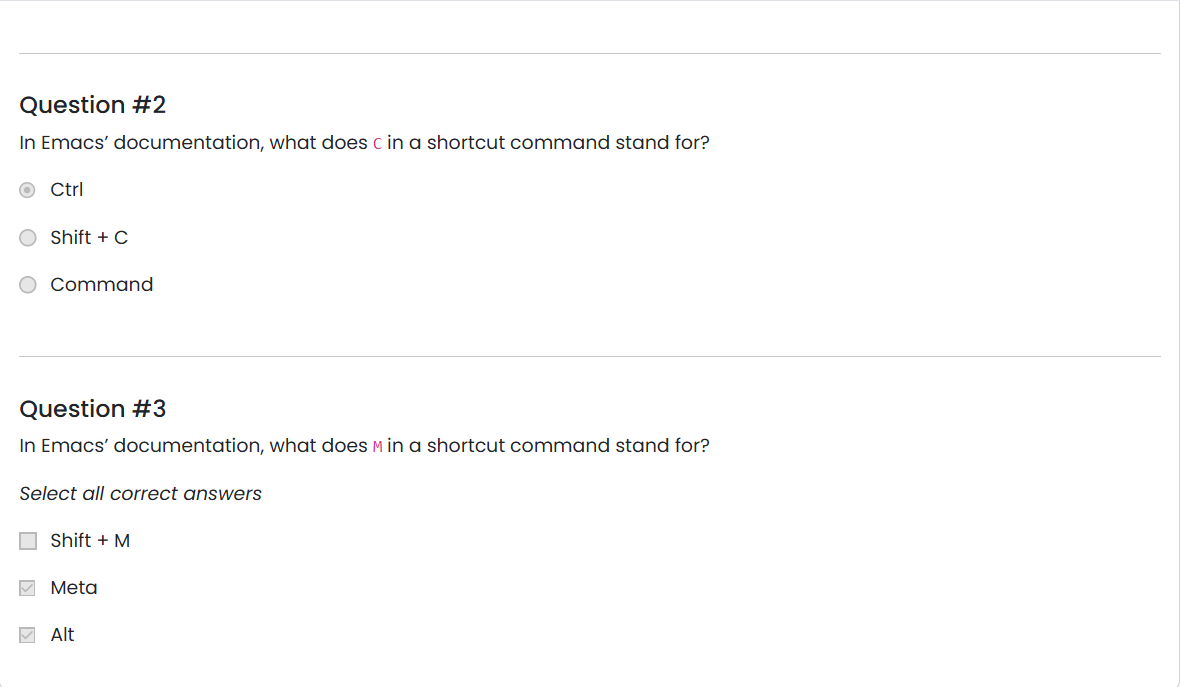 Question #2
In Emacs’ documentation, what does C in a shortcut command stand for?
Ctrl
Shift + C
Command
Question #3
In Emacs’ documentation, what does M in a shortcut command stand for?
Select all correct answers
Shift + M
Meta
Alt